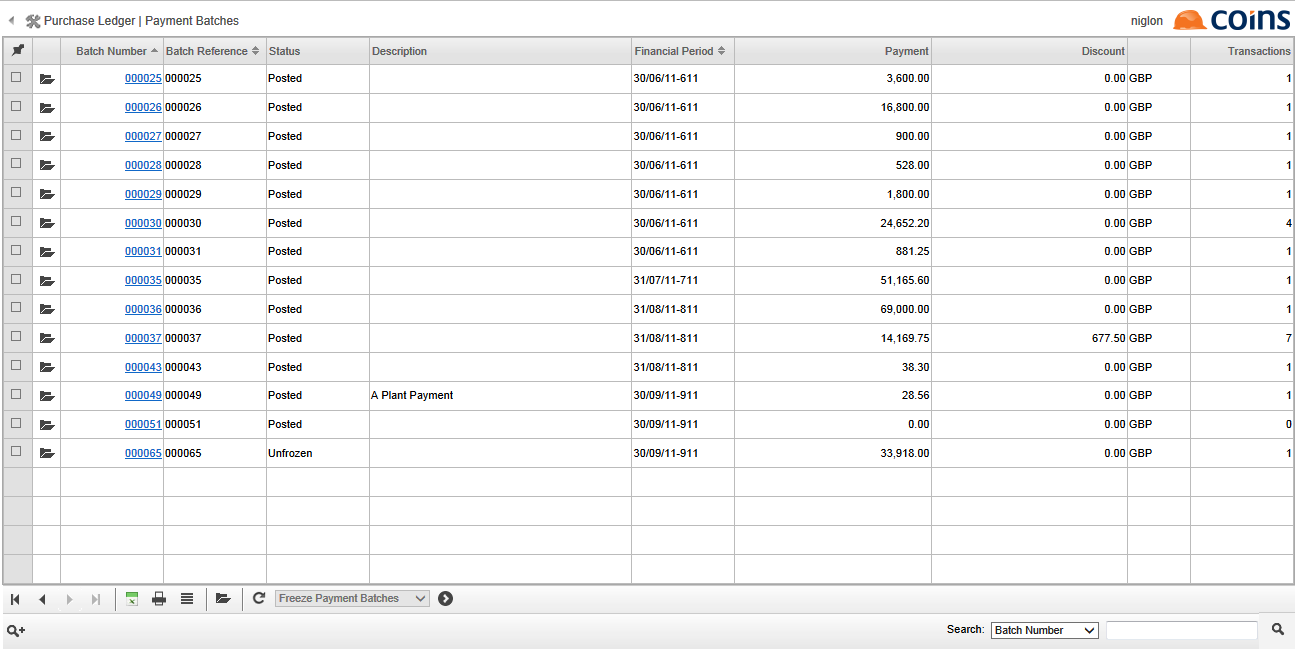 Purchase Ledger | Payment Batches niglon coins
Batch Number Batch Reference Status Description Financial Period Payment Discount Transactions
000025 000025 Posted 30/06/11-611 3,600.00 0.00 GBP 1
000026 000026 Posted 30/06/11-611 16,800.00 0.00 GBP 1
000027 000027 Posted 30/06/11-611 900.00 0.00 GBP 1
000028 000028 Posted 30/06/11-611 528.00 0.00 GBP 1
000029 000029 Posted 30/06/11-611 1,800.00 0.00 GBP 1
000030 000030 Posted 30/06/11-611 24,652.20 0.00 GBP 4
000031 000031 Posted 30/06/11-611 881.25 0.00 GBP 1
000035 000035 Posted 31/07/11-711 51,165.60 0.00 GBP 1
000036 000036 Posted 31/08/11-811 69,000.00 0.00 GBP 1
000037 000037 Posted 31/08/11-811 14,169.75 677.50 GBP 7
000043 000043 Posted 31/08/11-811 38.30 0.00 GBP 1
000049 000049 Posted A Plant Payment 30/09/11-911 28.56 0.00 GBP 1
000051 000051 Posted 30/09/11-911 0.00 0.00 GBP 0
000065 000065 Unfrozen 30/09/11-911 33,918.00 0.00 GBP 1
Freeze Payment Batches
Search: Batch Number